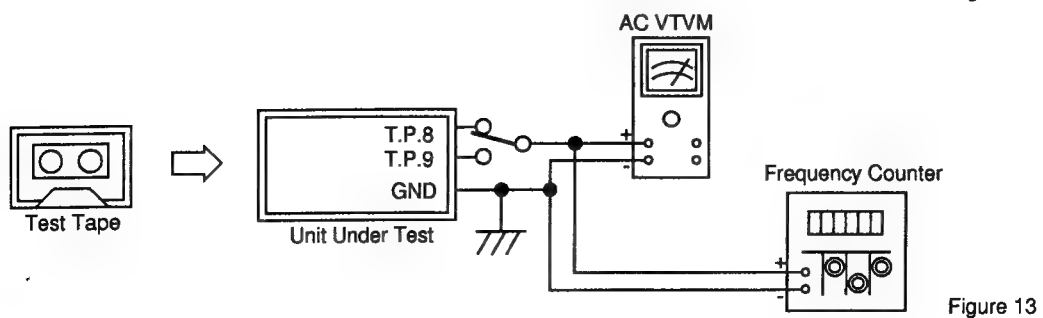 AC VTVM
T.P.8
T.P.9
GND
+
-
Test Tape
Unit Under Test
Frequency Counter
+
-
Figure 13